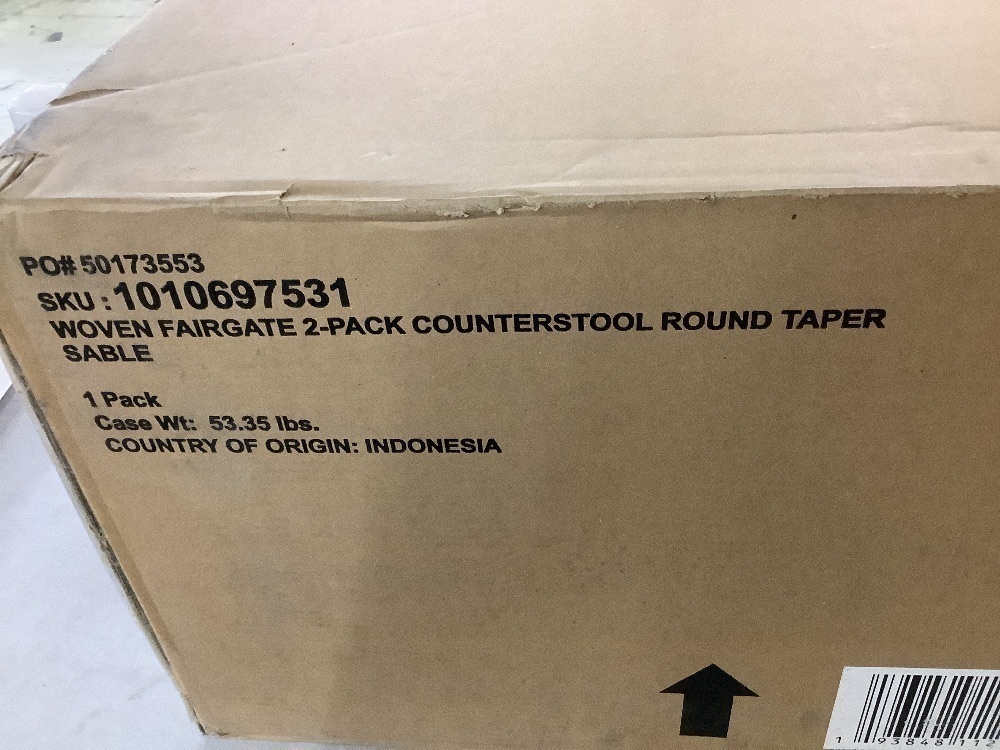 PO# 50173553
SKU : 1010697531
WOVEN FAIRGATE 2-PACK COUNTERSTOOL ROUND TAPER
SABLE
1 Pack
Case Wt: 53.35 lbs.
COUNTRY OF ORIGIN: INDONESIA